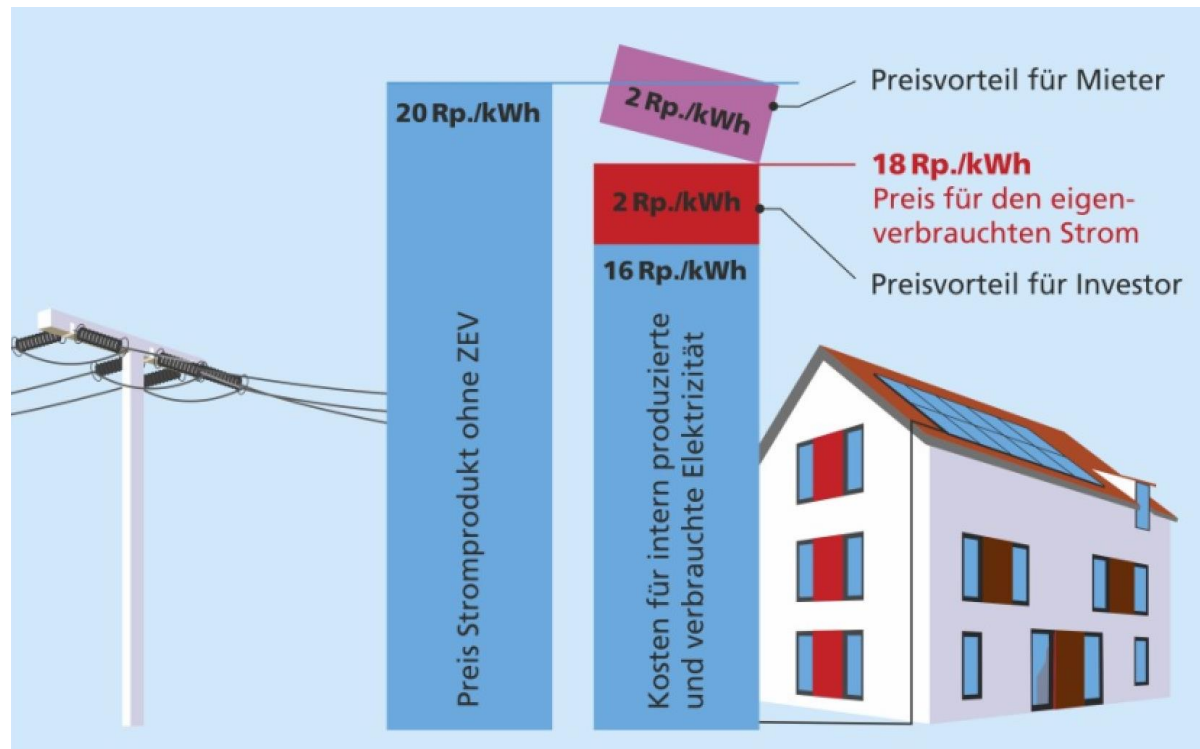 20 Rp./kWh
Preis Stromprodukt ohne ZEV
2 Rp./kWh
2 Rp./kWh
16 Rp./kWh
Kosten für intern produzierte
und verbrauchte Elektrizität
Preisvorteil für Mieter
18 Rp./kWh
Preis für den eigen-
verbrauchten Strom
Preisvorteil für Investor